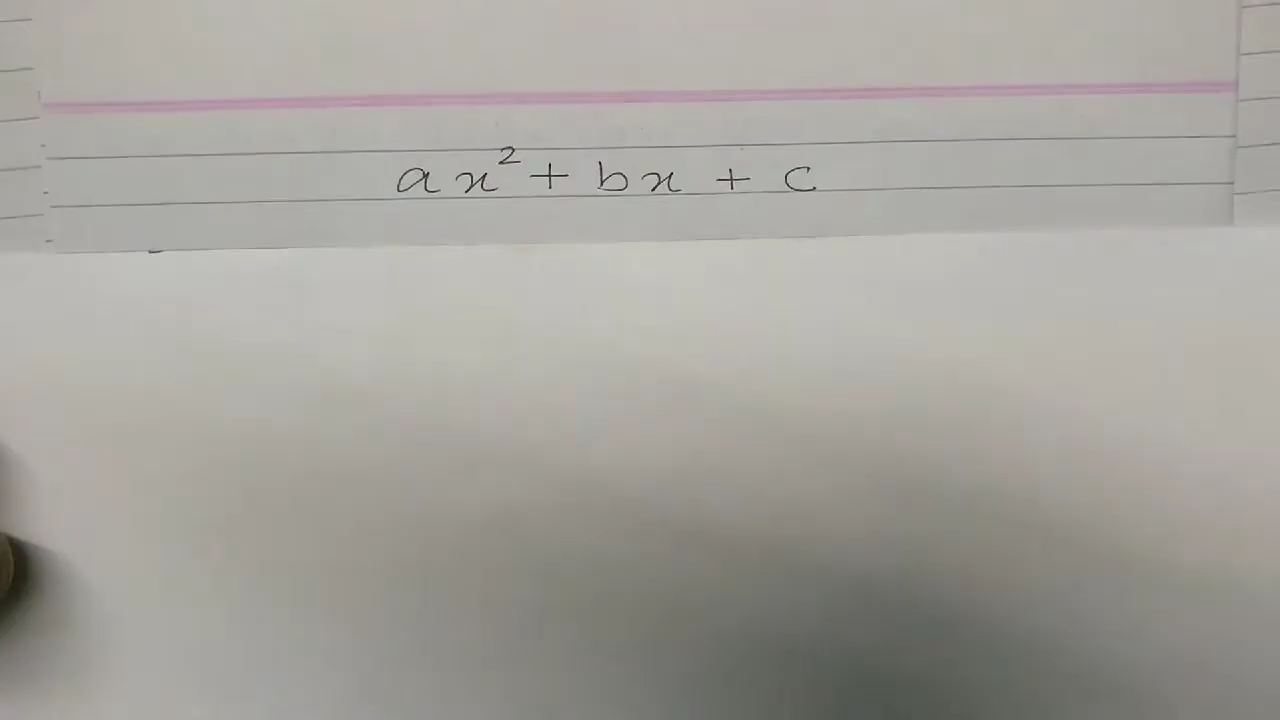 ax² + bx + c